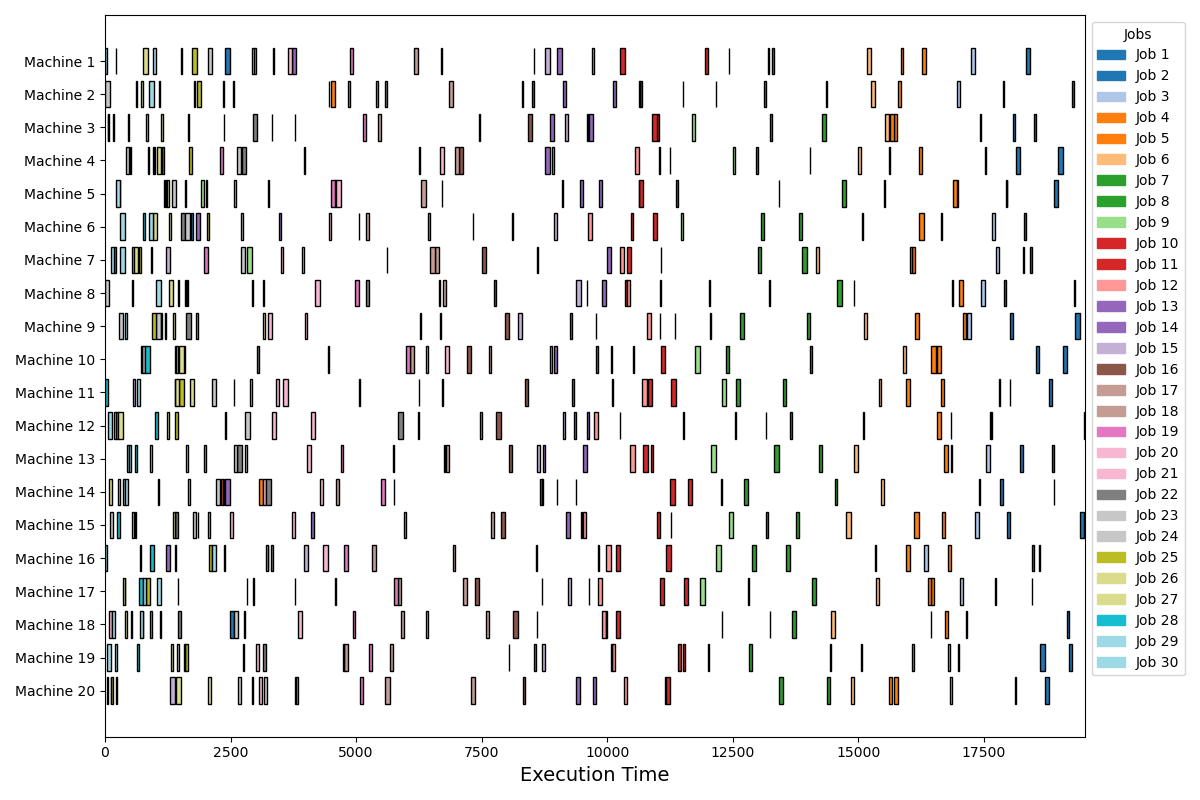 Machine 1
Machine 2
Machine 3
Machine 4
Machine 5
Machine 6
Machine 7
Machine 8
Machine 9
Machine 10
Machine 11
Machine 12
Machine 13
Machine 14
Machine 15
Machine 16
Machine 17
Machine 18
Machine 19
Machine 20
0 2500 5000 7500 10000 12500 15000 17500
Execution Time
Jobs
Job 1
Job 2
Job 3
Job 4
Job 5
Job 6
Job 7
Job 8
Job 9
Job 10
Job 11
Job 12
Job 13
Job 14
Job 15
Job 16
Job 17
Job 18
Job 19
Job 20
Job 21
Job 22
Job 23
Job 24
Job 25
Job 26
Job 27
Job 28
Job 29
Job 30